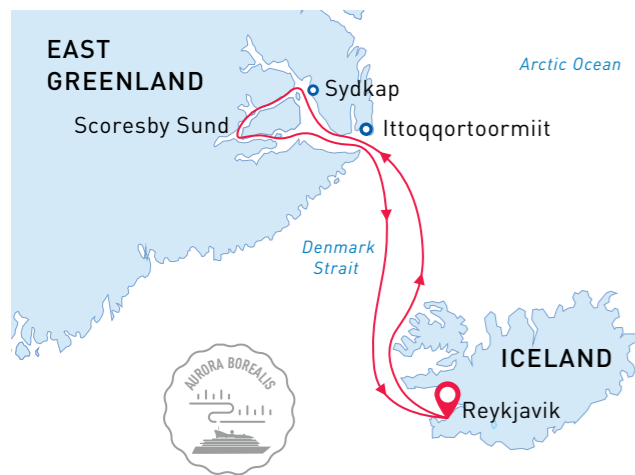 EAST
GREENLAND
Arctic Ocean
Sydkap
Scoresby Sund
Ittoqqortoormiit
Denmark
Strait
ICELAND
AURORA BOREALIS
Reykjavik